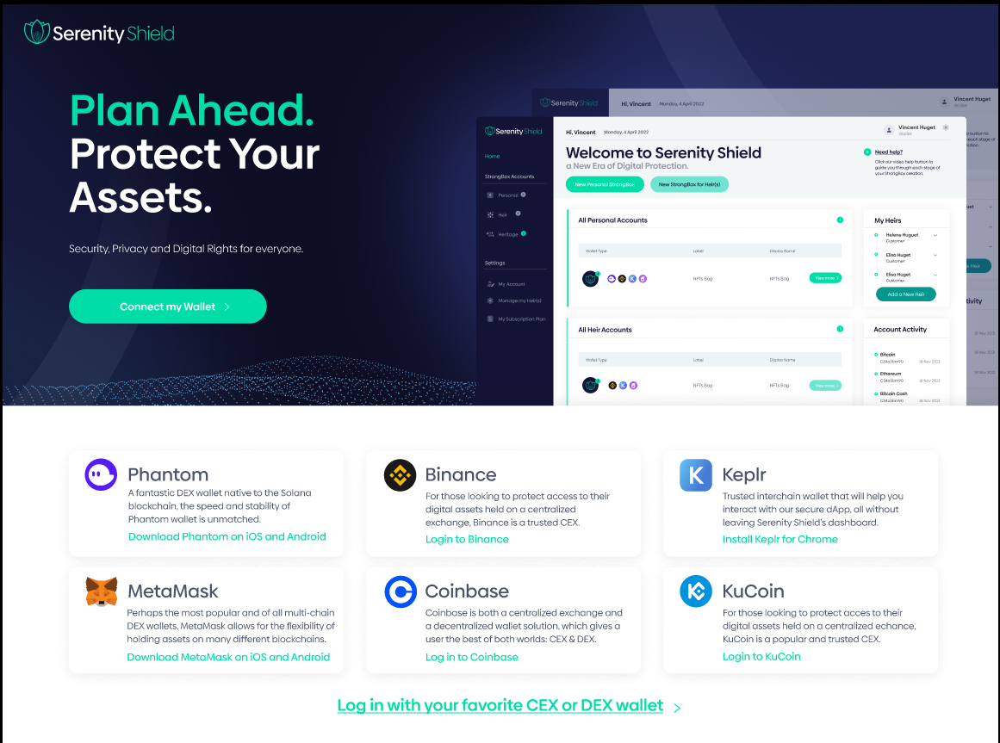 Serenity Shield
Plan Ahead.
Protect Your
Assets.
Security, Privacy and Digital Rights for everyone.
Connect my Wallet
Serenity Shield
Hi, Vincent
Monday, 4 April 2022
Vincent Huget
Wallet
Serenity Shield
Home
StrongBox Accounts
Personal
Heir
Heritage
Settings
My Account
Manage my Heir(s)
My Subscription Plan
Hi, Vincent
Monday, 4 April 2022
Vincent Huget
Wallet
Welcome to Serenity Shield
a New Era of Digital Protection.
New Personal StrongBox
New StrongBox for Heir(s)
Need help?
Click our video help button to
guide you through each stage of
your StrongBox creation.
All Personal Accounts
Wallet Type
Label
Display Name
NFTs Bag
NFTs Bag
View more
All Heir Accounts
Wallet Type
Label
Display Name
NFTs Bag
NFTs Bag
View more
My Heirs
Helene Huguet
Customer
Elisa Huget
Customer
Elisa Huget
Customer
Add a New Heir
Account Activity
Bitcoin
18 Nov 2021
Ethereum
18 Nov 2021
Bitcoin Cash
18 Nov 2021
Phantom
A fantastic DEX wallet native to the Solana
blockchain, the speed and stability of
Phantom wallet is unmatched.
Download Phantom on iOS and Android
Binance
For those looking to protect access to their
digital assets held on a centralized
exchange, Binance is a trusted CEX.
Login to Binance
Keplr
Trusted interchain wallet that will help you
interact with our secure dApp, all without
leaving Serenity Shield's dashboard.
Install Keplr for Chrome
MetaMask
Perhaps the most popular and of all multi-chain
DEX wallets, MetaMask allows for the flexibility of
holding assets on many different blockchains.
Download MetaMask on iOS and Android
Coinbase
Coinbase is both a centralized exchange and
a decentralized wallet solution, which gives a
user the best of both worlds: CEX & DEX.
Log in to Coinbase
KuCoin
For those looking to protect acces to their
digital assets held on a centralized echance,
KuCoin is a popular and trusted CEX.
Login to KuCoin
Log in with your favorite CEX or DEX wallet